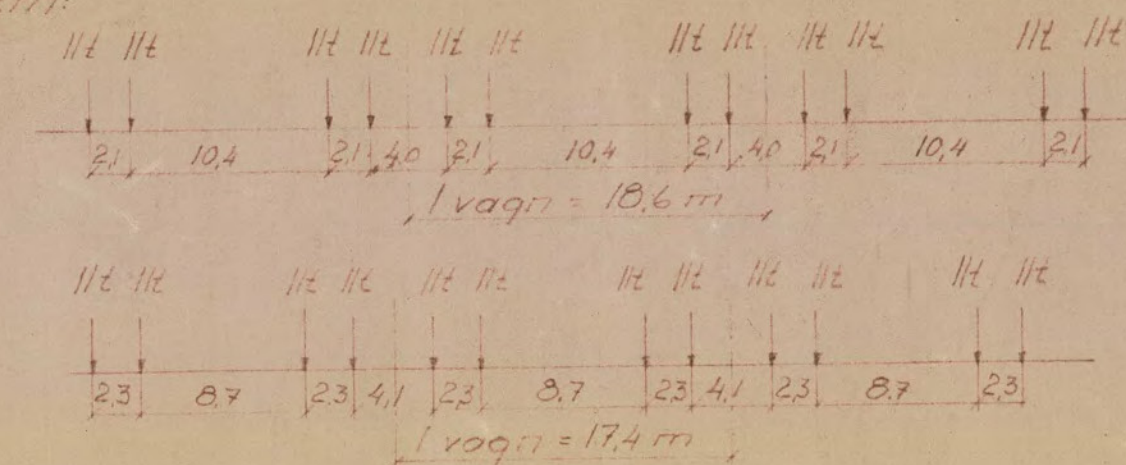 11t 11t 11t 11t 11t 11t 11t 11t 11t 11t 11t 11t
2,1 10,4 2,1 4,0 2,1 10,4 2,1 4,0 2,1 10,4 2,1
1 vagn = 18,6 m
11t 11t 11t 11t 11t 11t 11t 11t 11t 11t 11t 11t
2,3 8,7 2,3 4,1 2,3 8,7 2,3 4,1 2,3 8,7 2,3
1 vagn = 17,4 m